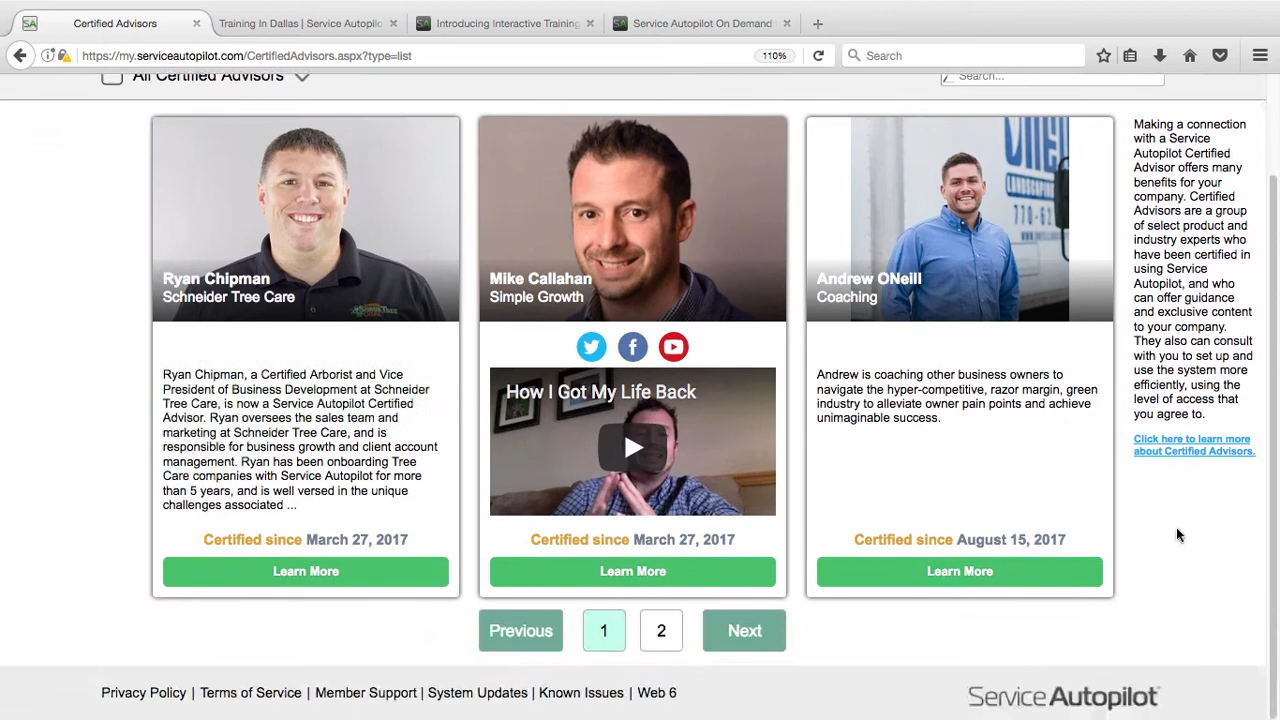 Certified Advisors
Training In Dallas | Service Autopilo
Introducing Interactive Training
Service Autopilot On Demand
https://my.serviceautopilot.com/CertifiedAdvisors.aspx?type=list
110%
Search
All Certified Advisors
Search...
Ryan Chipman
Schneider Tree Care
Ryan Chipman, a Certified Arborist and Vice
President of Business Development at Schneider
Tree Care, is now a Service Autopilot Certified
Advisor. Ryan oversees the sales team and
marketing at Schneider Tree Care, and is
responsible for business growth and client account
management. Ryan has been onboarding Tree
Care companies with Service Autopilot for more
than 5 years, and is well versed in the unique
challenges associated ...
Certified since March 27, 2017
Learn More
Mike Callahan
Simple Growth
How I Got My Life Back
Certified since March 27, 2017
Learn More
Andrew ONeill
Coaching
770-62
Andrew is coaching other business owners to
navigate the hyper-competitive, razor margin, green
industry to alleviate owner pain points and achieve
unimaginable success.
Certified since August 15, 2017
Learn More
Making a connection
with a Service
Autopilot Certified
Advisor offers many
benefits for your
company. Certified
Advisors are a group
of select product and
industry experts who
have been certified in
using Service
Autopilot, and who
can offer guidance
and exclusive content
to your company.
They also can consult
with you to set up and
use the system more
efficiently, using the
level of access that
you agree to.
Click here to learn more
about Certified Advisors.
Previous
1
2
Next
Privacy Policy | Terms of Service | Member Support | System Updates | Known Issues | Web 6
ServiceAutopilot